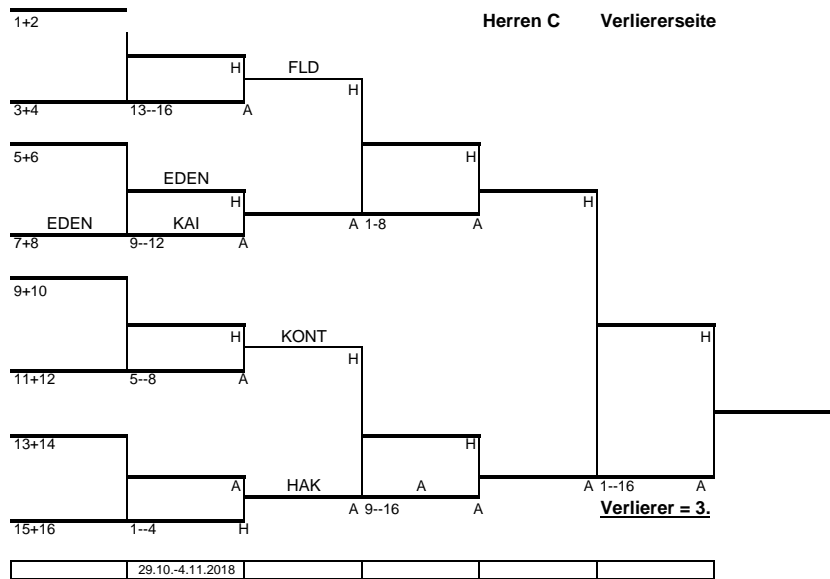 Herren C Verliererseite
1+2
H FLD
H
3+4 13--16 A
5+6 H
EDEN
H H
EDEN KAI A 1-8 A
7+8 9--12 A
9+10
H KONT H
H
11+12 5--8 A
13+14 H
A HAK A
A 9--16 A A 1--16 A
15+16 1--4 H Verlierer = 3.
29.10.-4.11.2018